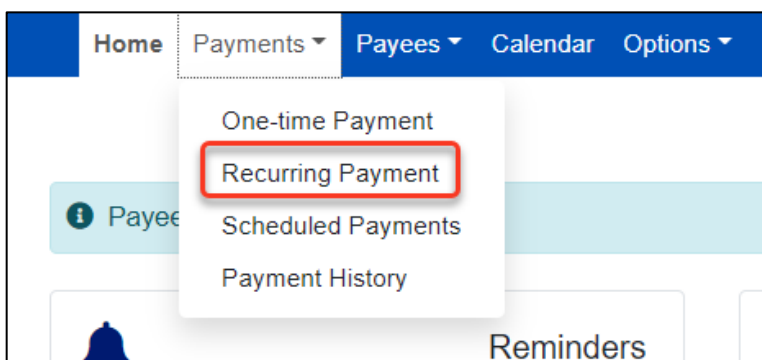 Home Payments Payees Calendar Options
One-time Payment
Recurring Payment
Payee
Scheduled Payments
Payment History
Reminders